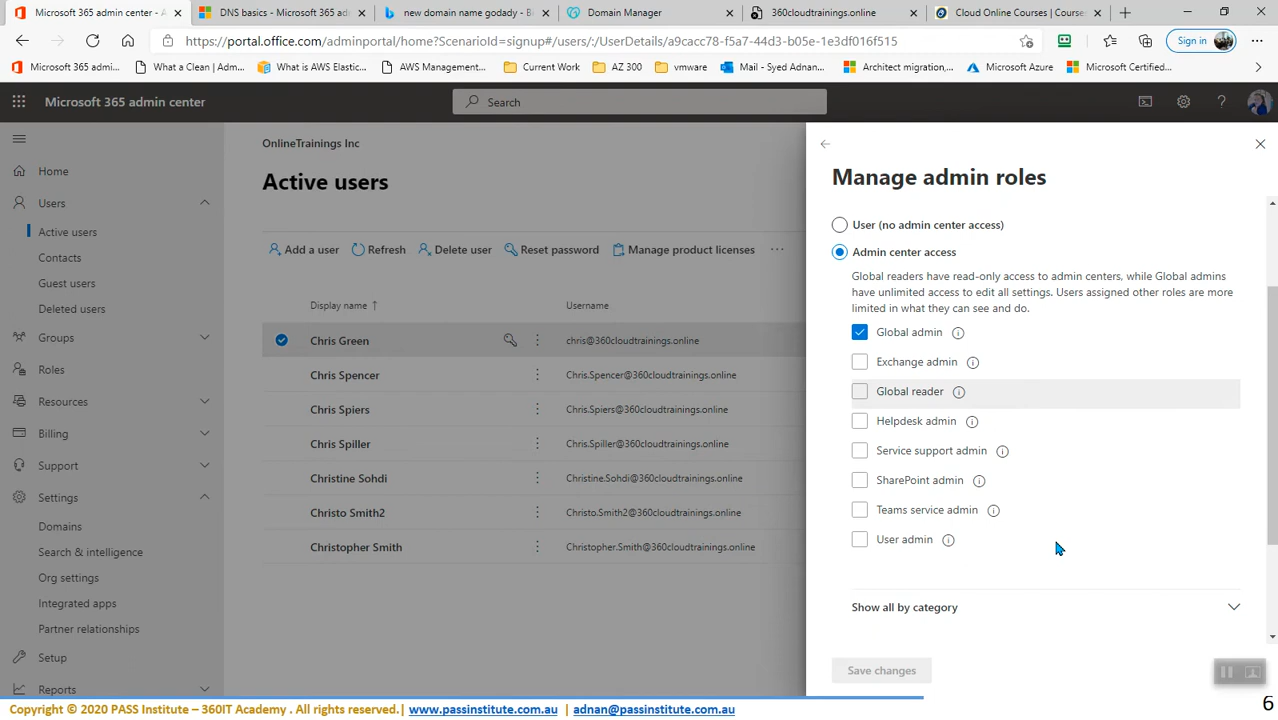 Microsoft 365 admin center - A
DNS basics - Microsoft 365 adm
new domain name godady - Bi
Domain Manager
360cloudtrainings.online
Cloud Online Courses | Course
https://portal.office.com/adminportal/home?ScenarioId=signup#/users/:/UserDetails/a9cacc78-f5a7-44d3-b05e-1e3df016f515
Sign in
Microsoft 365 admi...
What a Clean | Adm...
What is AWS Elastic...
AWS Management...
Current Work
AZ 300
vmware
Mail - Syed Adnan...
Architect migration,...
Microsoft Azure
Microsoft Certified...
Microsoft 365 admin center
Search
Home
Users
Active users
Contacts
Guest users
Deleted users
Groups
Roles
Resources
Billing
Support
Settings
Domains
Search & intelligence
Org settings
Integrated apps
Partner relationships
Setup
Reports
OnlineTrainings Inc
Active users
Add a user
Refresh
Delete user
Reset password
Manage product licenses
Display name ↑
Username
Chris Green
chris@360cloudtrainings.online
Chris Spencer
Chris.Spencer@360cloudtrainings.online
Chris Spiers
Chris.Spiers@360cloudtrainings.online
Chris Spiller
Chris.Spiller@360cloudtrainings.online
Christine Sohdi
Christine.Sohdi@360cloudtrainings.online
Christo Smith2
Christo.Smith2@360cloudtrainings.online
Christopher Smith
Christopher.Smith@360cloudtrainings.online
Manage admin roles
User (no admin center access)
Admin center access
Global readers have read-only access to admin centers, while Global admins
have unlimited access to edit all settings. Users assigned other roles are more
limited in what they can see and do.
Global admin
Exchange admin
Global reader
Helpdesk admin
Service support admin
SharePoint admin
Teams service admin
User admin
Show all by category
Save changes
Copyright © 2020 PASS Institute – 360IT Academy . All rights reserved.| www.passinstitute.com.au | adnan@passinstitute.com.au
6